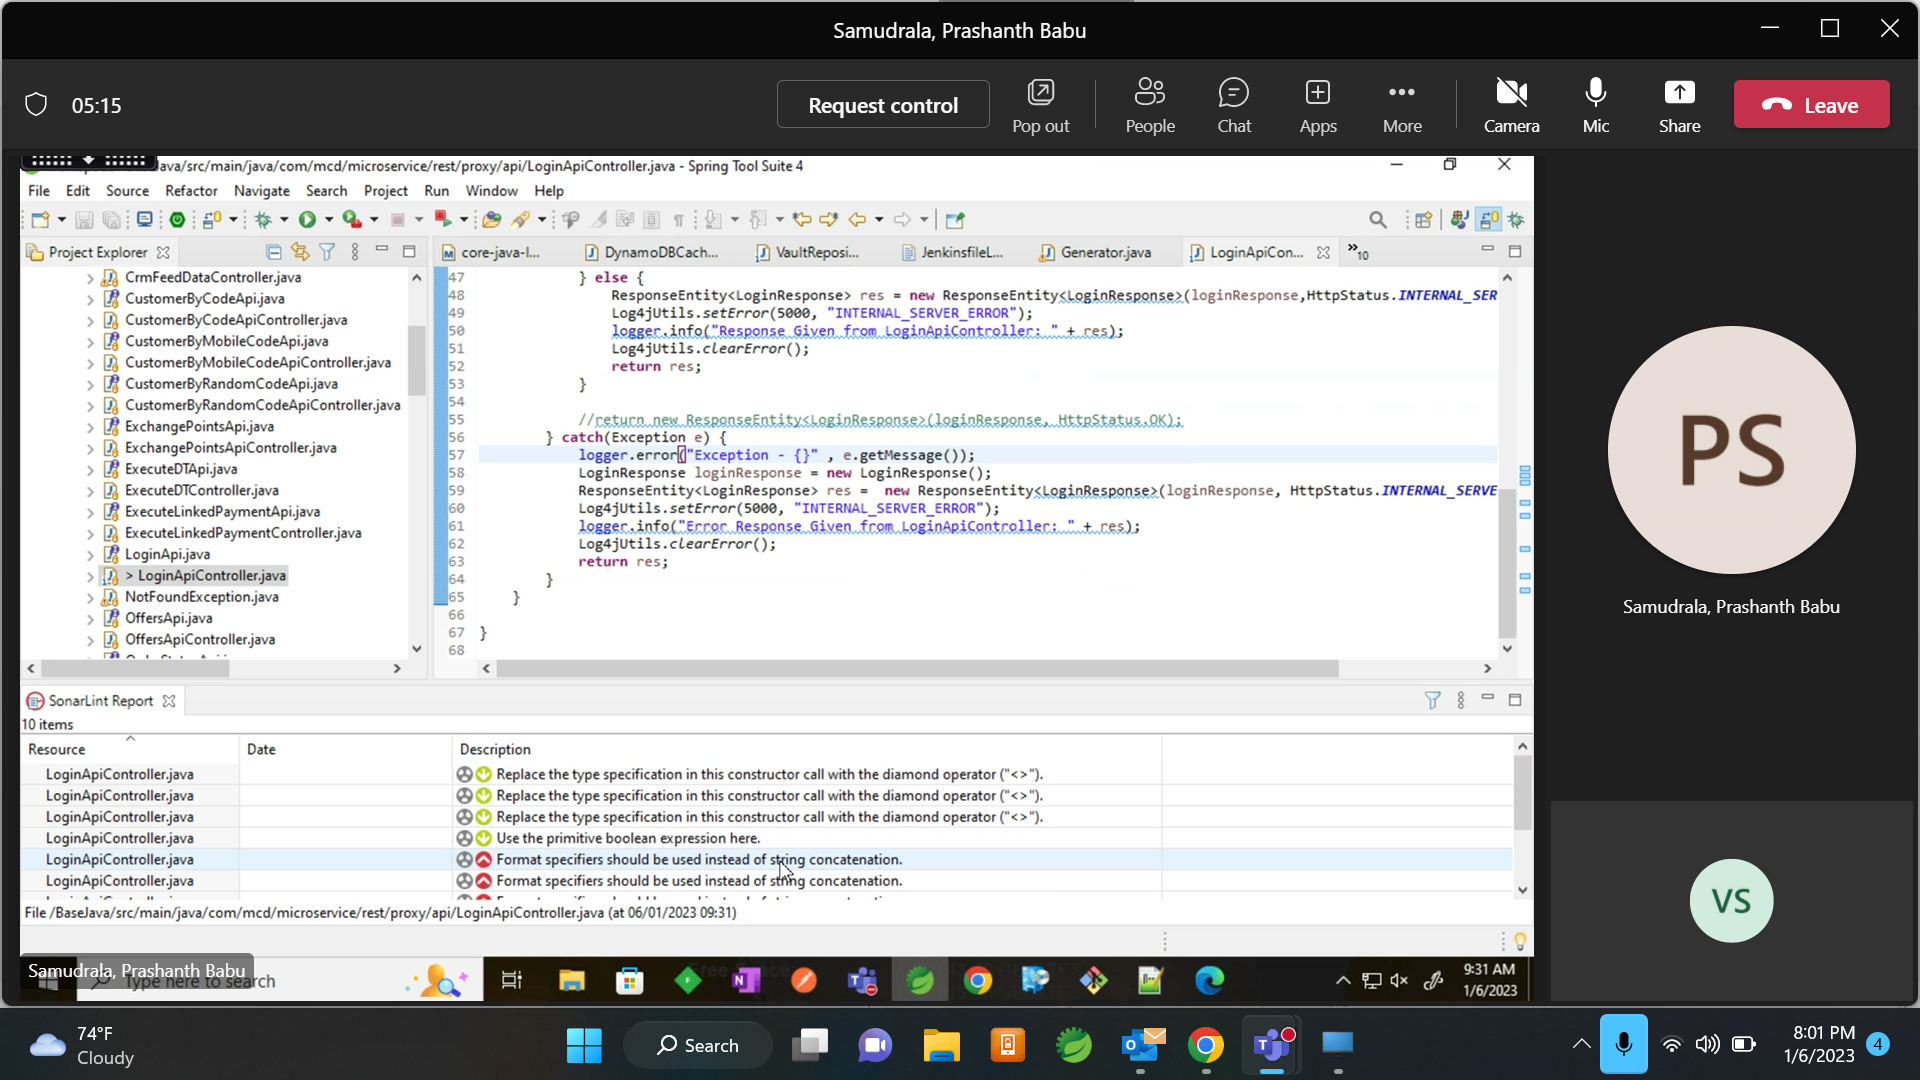 Samudrala, Prashanth Babu
05:15
Request control
Pop out
People
Chat
Apps
More
Camera
Mic
Share
Leave
ava/src/main/java/com/mcd/microservice/rest/proxy/api/LoginApiController.java - Spring Tool Suite 4
File Edit Source Refactor Navigate Search Project Run Window Help
Project Explorer
core-java-l...
DynamoDBCach...
VaultReposi...
JenkinsfileL...
Generator.java
LoginApiCon...
»10
CrmFeedDataController.java
CustomerByCodeApi.java
CustomerByCodeApiController.java
CustomerByMobileCodeApi.java
CustomerByMobileCodeApiController.java
CustomerByRandomCodeApi.java
CustomerByRandomCodeApiController.java
ExchangePointsApi.java
ExchangePointsApiController.java
ExecuteDTApi.java
ExecuteDTController.java
ExecuteLinkedPaymentApi.java
ExecuteLinkedPaymentController.java
LoginApi.java
> LoginApiController.java
NotFoundException.java
OffersApi.java
OffersApiController.java
47 } else {
48 ResponseEntity<LoginResponse> res = new ResponseEntity<LoginResponse>(loginResponse,HttpStatus.INTERNAL_SER
49 Log4jUtils.setError(5000, "INTERNAL_SERVER_ERROR");
50 logger.info("Response Given from LoginApiController: " + res);
51 Log4jUtils.clearError();
52 return res;
53 }
54
55 //return new ResponseEntity<LoginResponse>(loginResponse, HttpStatus.OK);
56 } catch(Exception e) {
57 logger.error("Exception - {}" , e.getMessage());
58 LoginResponse loginResponse = new LoginResponse();
59 ResponseEntity<LoginResponse> res = new ResponseEntity<LoginResponse>(loginResponse, HttpStatus.INTERNAL_SERVE
60 Log4jUtils.setError(5000, "INTERNAL_SERVER_ERROR");
61 logger.info("Error Response Given from LoginApiController: " + res);
62 Log4jUtils.clearError();
63 return res;
64 }
65 }
66
67 }
68
SonarLint Report
10 items
Resource Date Description
LoginApiController.java Replace the type specification in this constructor call with the diamond operator ("<>").
LoginApiController.java Replace the type specification in this constructor call with the diamond operator ("<>").
LoginApiController.java Replace the type specification in this constructor call with the diamond operator ("<>").
LoginApiController.java Use the primitive boolean expression here.
LoginApiController.java Format specifiers should be used instead of string concatenation.
LoginApiController.java Format specifiers should be used instead of string concatenation.
File /BaseJava/src/main/java/com/mcd/microservice/rest/proxy/api/LoginApiController.java (at 06/01/2023 09:31)
Samudrala, Prashanth Babu
Type here to search
9:31 AM
1/6/2023
PS
Samudrala, Prashanth Babu
VS
74°F
Cloudy
Search
8:01 PM
1/6/2023
4